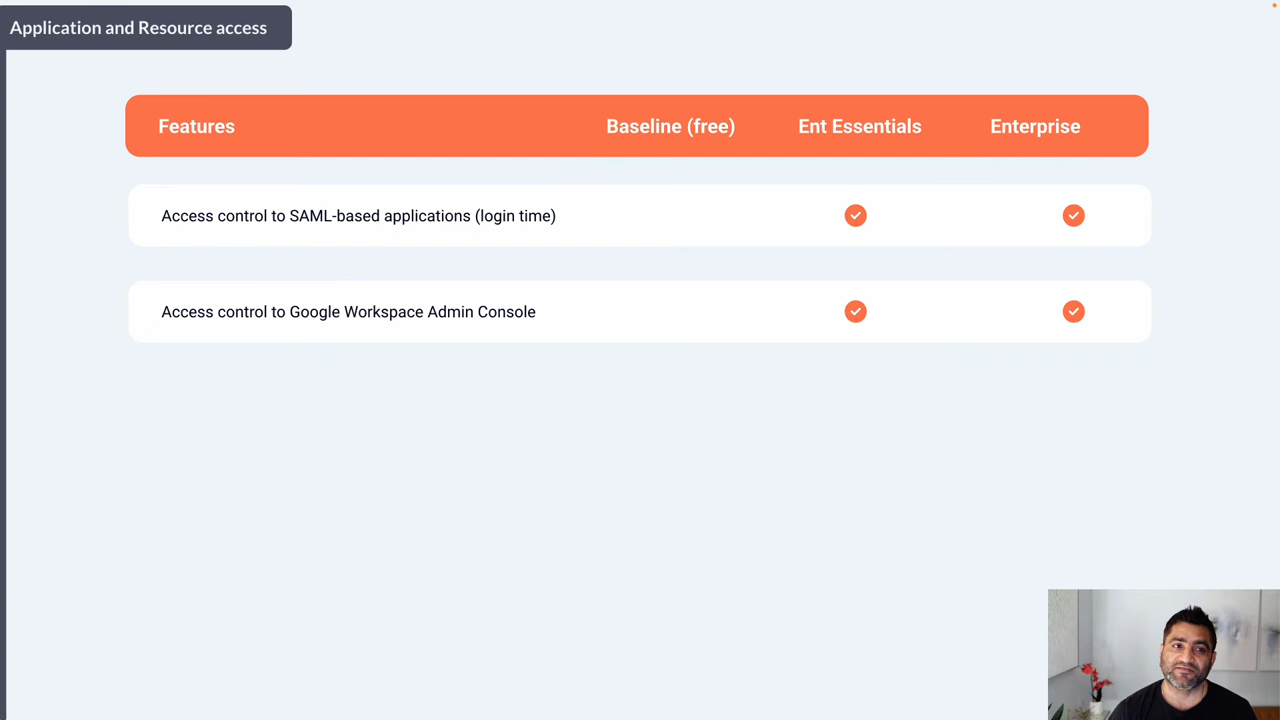 Application and Resource access
Features Baseline (free) Ent Essentials Enterprise
Access control to SAML-based applications (login time)
Access control to Google Workspace Admin Console